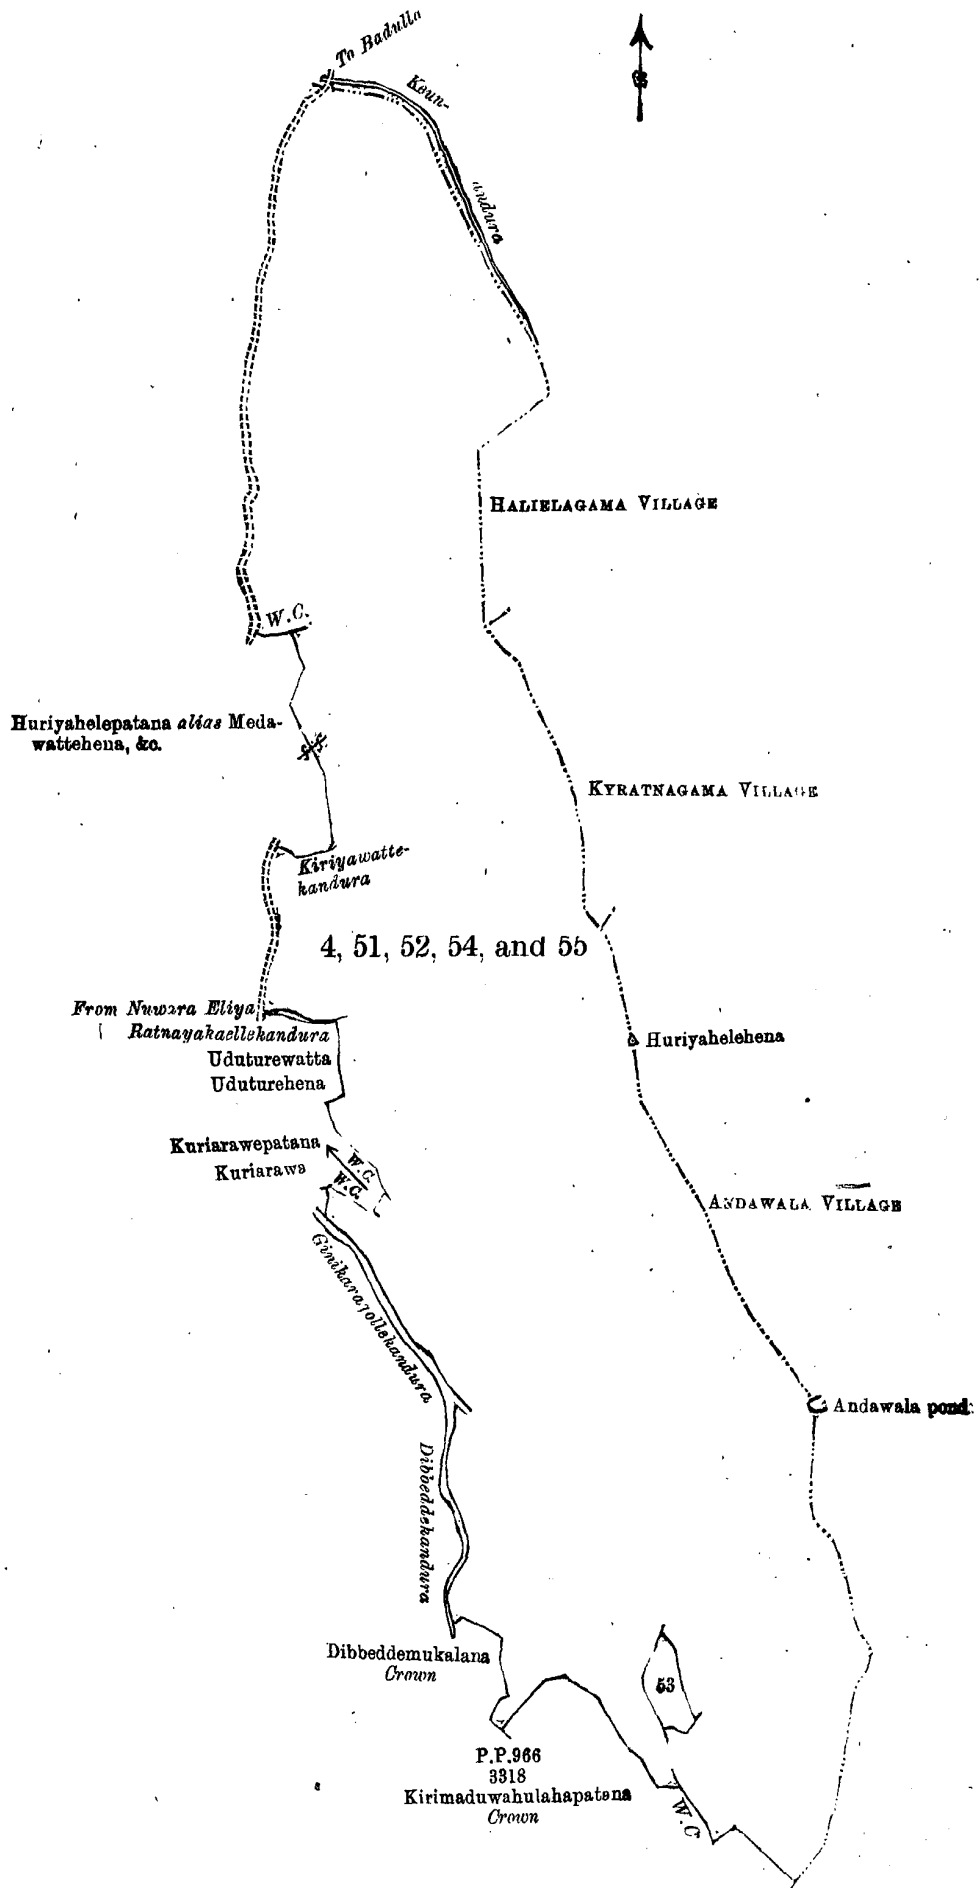 To Badulla
Keun-
andura
HALIELAGAMA VILLAGE
W.C.
Huriyahelepatana alias Meda-
wattehena, &c.
KYRATNAGAMA VILLAGE
Kiriyawatte-
kandura
4, 51, 52, 54, and 55
From Nuwara Eliya
Ratnayakaellekandura
Uduturewatta
Uduturehena
Huriyahelehena
Kuriarawepatana
Kuriarawa
W.C.
W.C.
ANDAWALA VILLAGE
Andawala pond
Dibbeddekandura
Dibbeddemukalana
Crown
53
P.P.966
3318
Kirimaduwahulahapatana
Crown
W.C